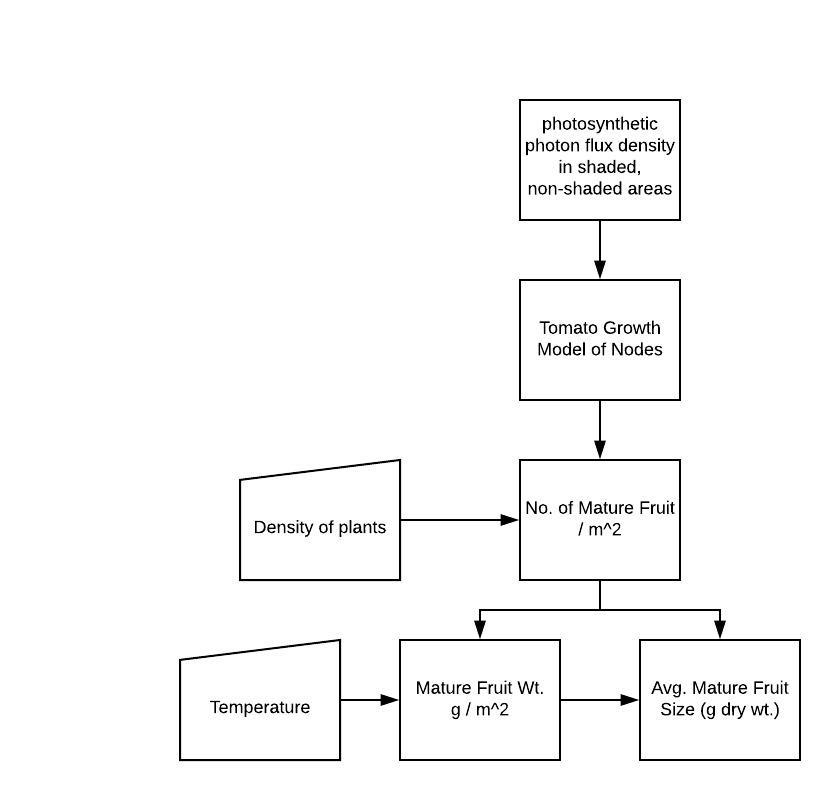 photosynthetic
photon flux density
in shaded,
non-shaded areas
Tomato Growth
Model of Nodes
Density of plants
No. of Mature Fruit
/ m^2
Temperature
Mature Fruit Wt.
g / m^2
Avg. Mature Fruit
Size (g dry wt.)